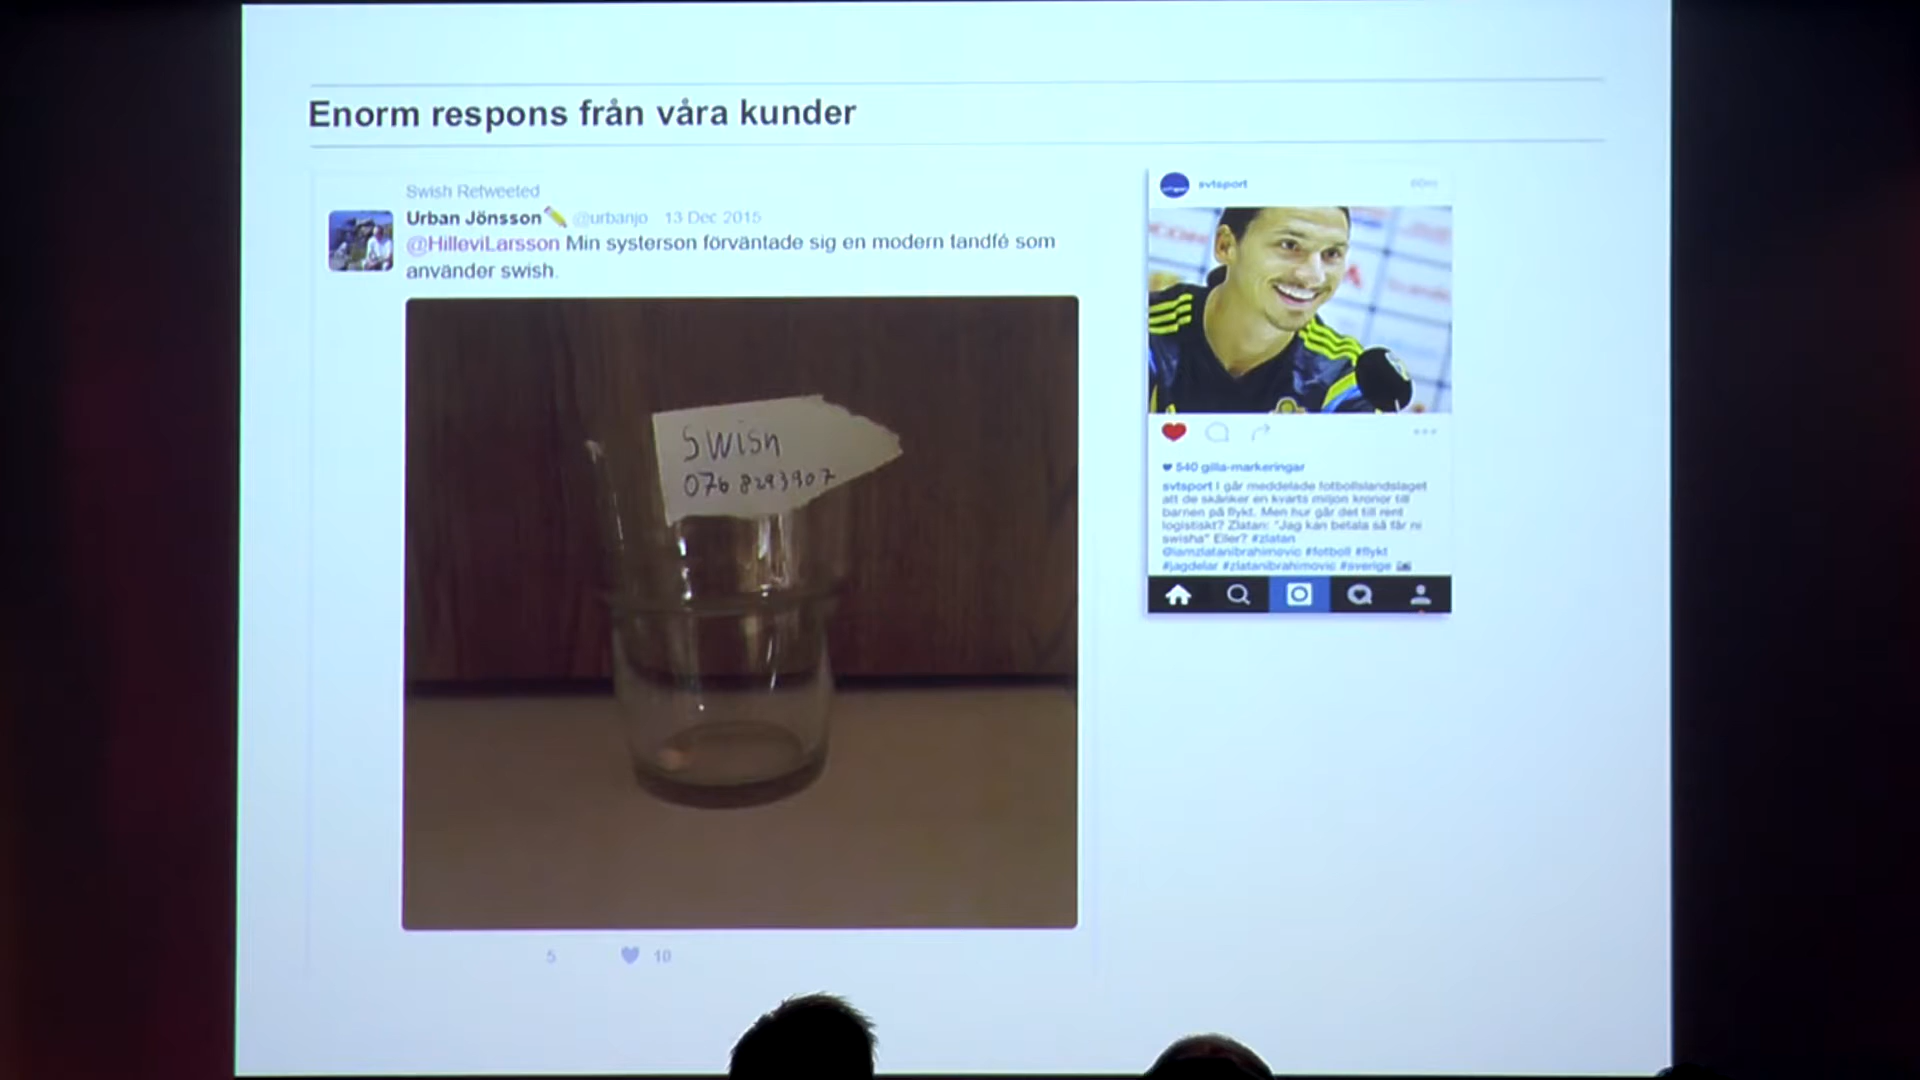 Enorm respons från våra kunder
Swish Retweeted
Urban Jönsson @urbanjo 13 Dec 2015
@HilleviLarsson Min systerson förväntade sig en modern tandfé som
använder swish.
Swish
076 8293907
5 10
svtsport
540 gilla-markeringar
svtsport I går meddelade fotbollslandslaget
att de skänker en kvarts miljon kronor till
barnen på flykt. Men hur går det till rent
logistiskt? Zlatan: "Jag kan betala så får ni
swisha" Eller? #zlatan
@iamzlatanibrahimovic #fotboll #flykt
#jagdelar #zlatanibrahimovic #sverige